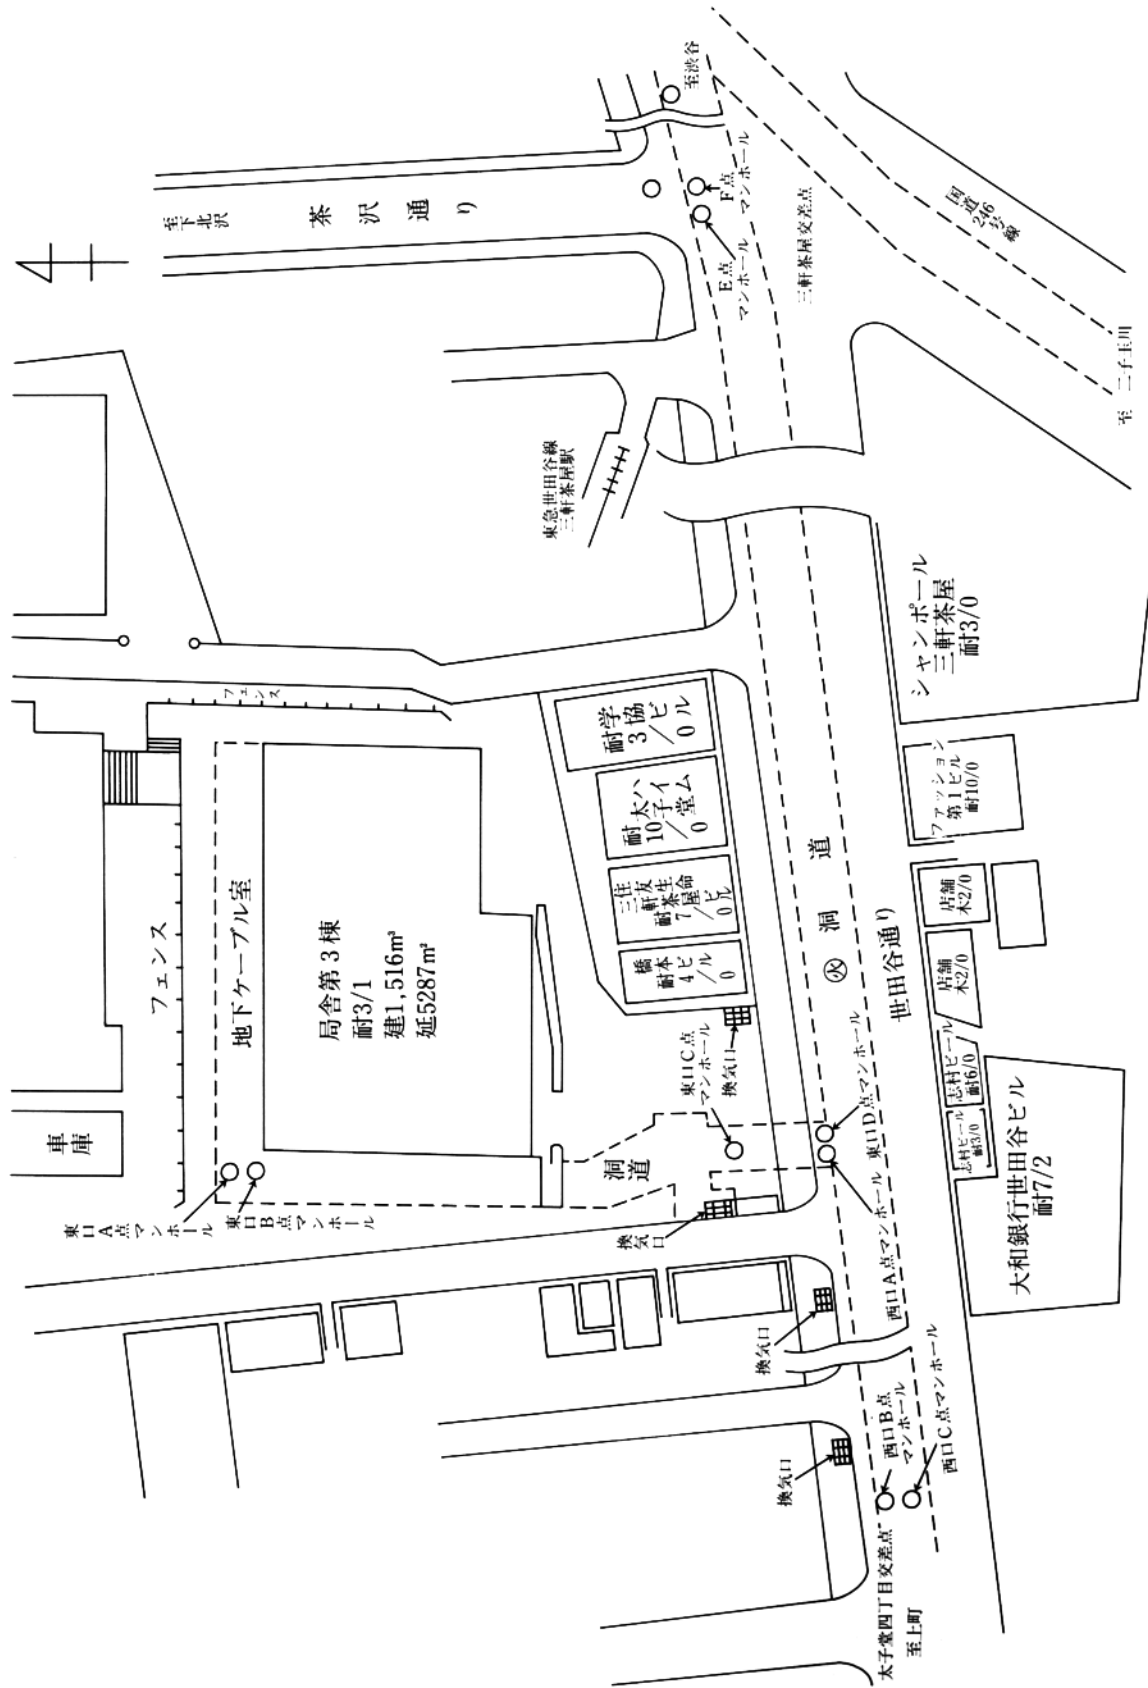 至下北沢
茶沢通り
至渋谷
F点
マンホール
E点
マンホール
三軒茶屋交差点
国道
246
号線
至 二子玉川
東急世田谷線
三軒茶屋駅
フェンス
フェンス
地下ケーブル室
局舎第3棟
耐3/1
建1,516m²
延5287m²
車庫
東口A点マンホール
東口B点マンホール
学協ビル
耐3/0
ハイム
太子堂
耐10/0
住友生命ビル
三軒茶屋
耐7/0
橋本ビル
耐4/0
東口C点
マンホール
換気口
洞道
換気口
東口D点マンホール
西口A点マンホール
火
洞道
世田谷通り
シャンポール
三軒茶屋
耐3/0
ファッション
第1ビル
耐10/0
店舗
木2/0
店舗
木2/0
志村ビール
耐6/0
志村ビール
耐3/0
大和銀行世田谷ビル
耐7/2
換気口
換気口
西口B点
マンホール
西口C点マンホール
太子堂四丁目交差点
至上町